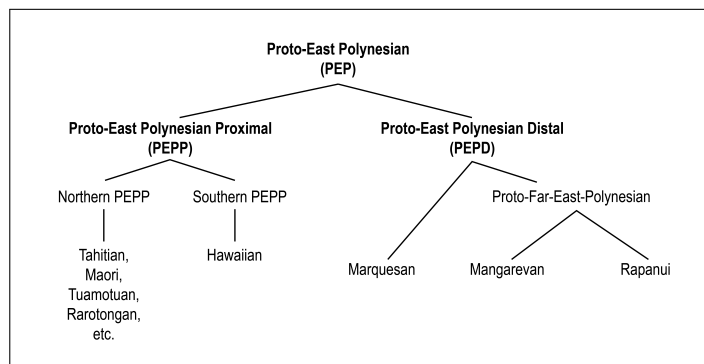 Proto-East Polynesian
(PEP)
Proto-East Polynesian Proximal
(PEPP)
Proto-East Polynesian Distal
(PEPD)
Northern PEPP
Southern PEPP
Proto-Far-East-Polynesian
Tahitian,
Maori,
Tuamotuan,
Rarotongan,
etc.
Hawaiian
Marquesan
Mangarevan
Rapanui